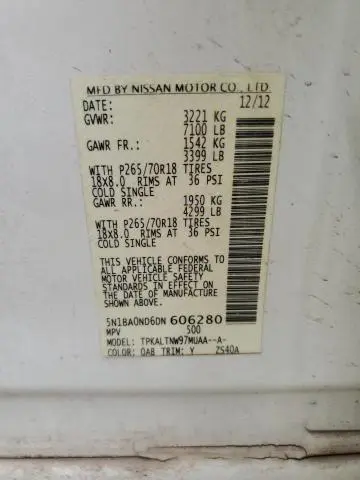 MFD BY NISSAN MOTOR CO., LTD
DATE: 12/12
GVWR: 3221 KG
7100 LB
GAWR FR.: 1542 KG
3399 LB
WITH P265/70R18 TIRES
18X8.0 RIMS AT 36 PSI
COLD SINGLE
GAWR RR.: 1950 KG
4299 LB
WITH P265/70R18 TIRES
18X8.0 RIMS AT 36 PSI
COLD SINGLE
THIS VEHICLE CONFORMS TO
ALL APPLICABLE FEDERAL
MOTOR VEHICLE SAFETY
STANDARDS IN EFFECT ON
THE DATE OF MANUFACTURE
SHOWN ABOVE.
5N1BA0ND6DN 606280
MPV 500
MODEL: TPKALTNW97MUAA--A-
COLOR: QAB TRIM: Y ZS40A